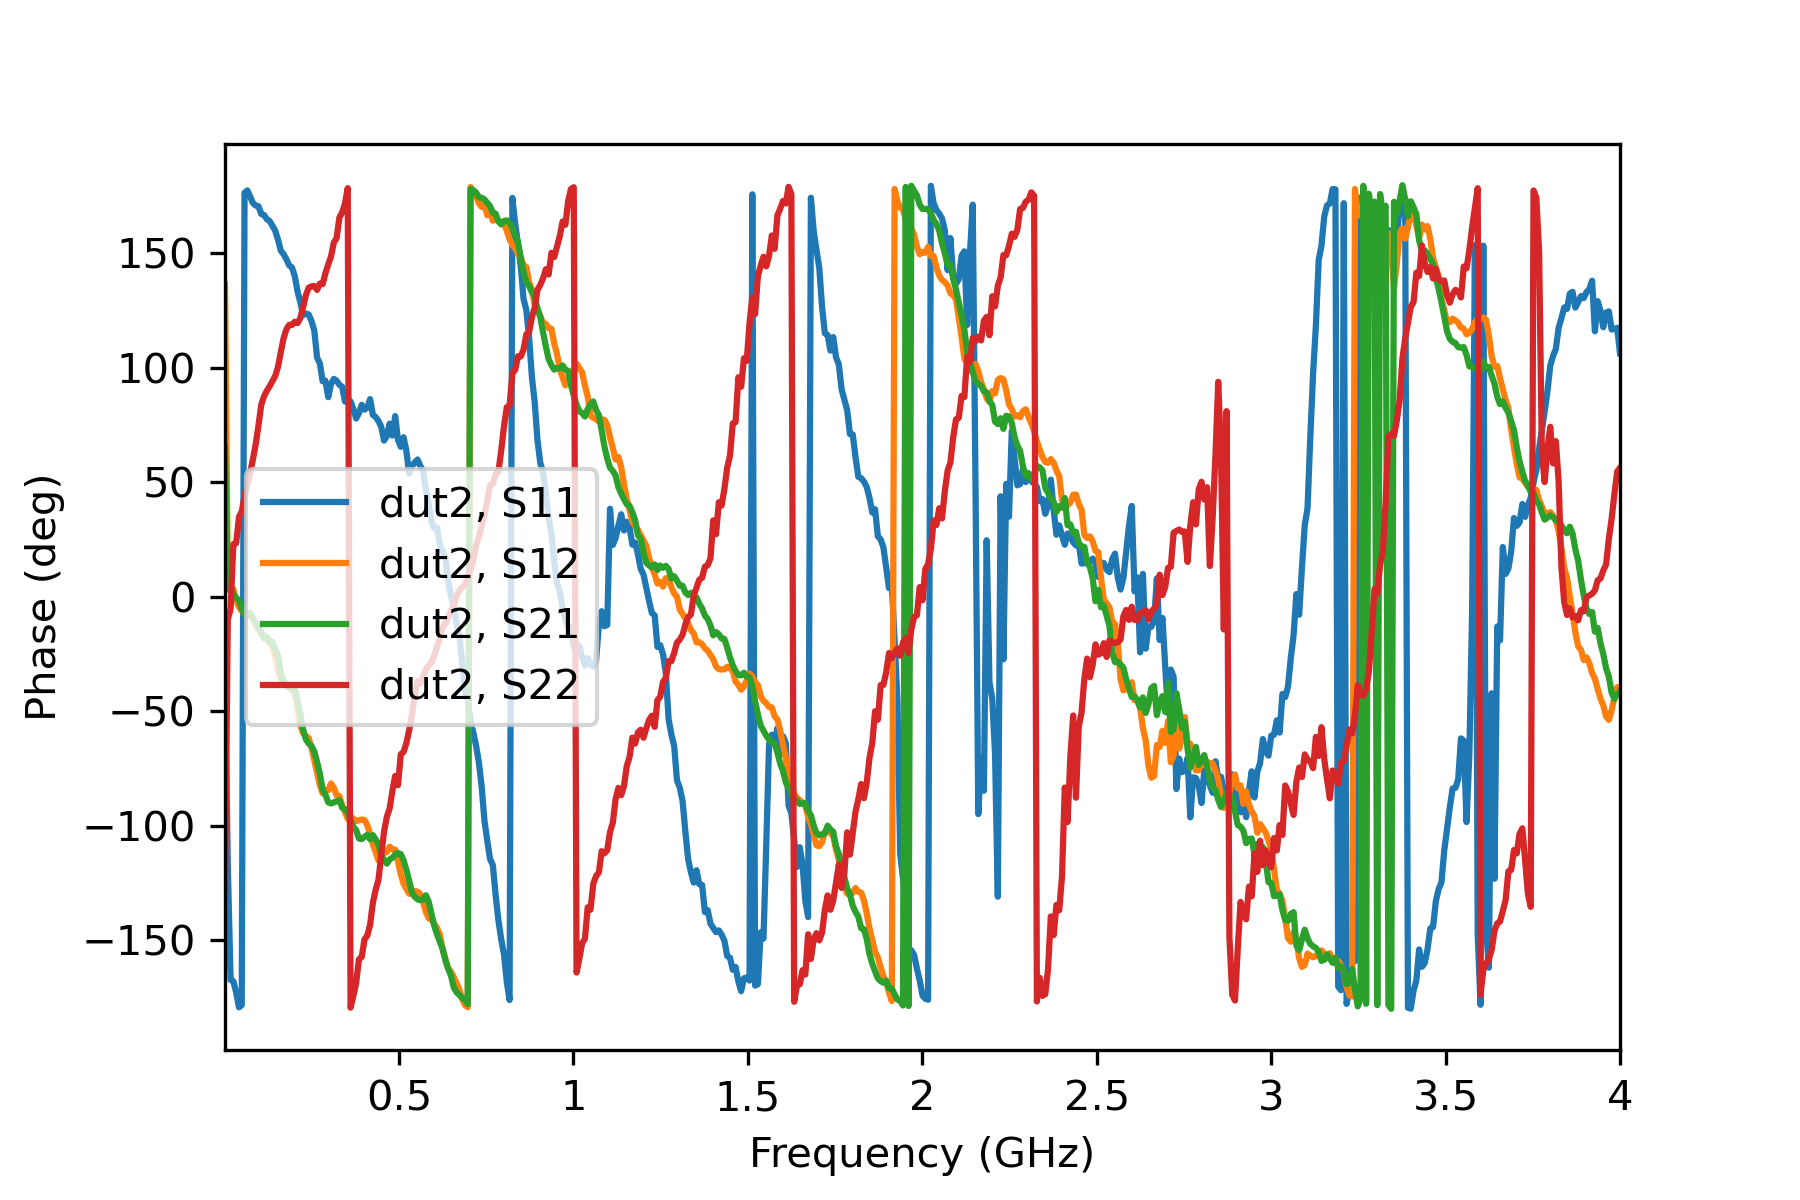 150
100
50
0
−50
−100
−150
Phase (deg)
dut2, S11
dut2, S12
dut2, S21
dut2, S22
0.5
1
1.5
2
2.5
3
3.5
4
Frequency (GHz)